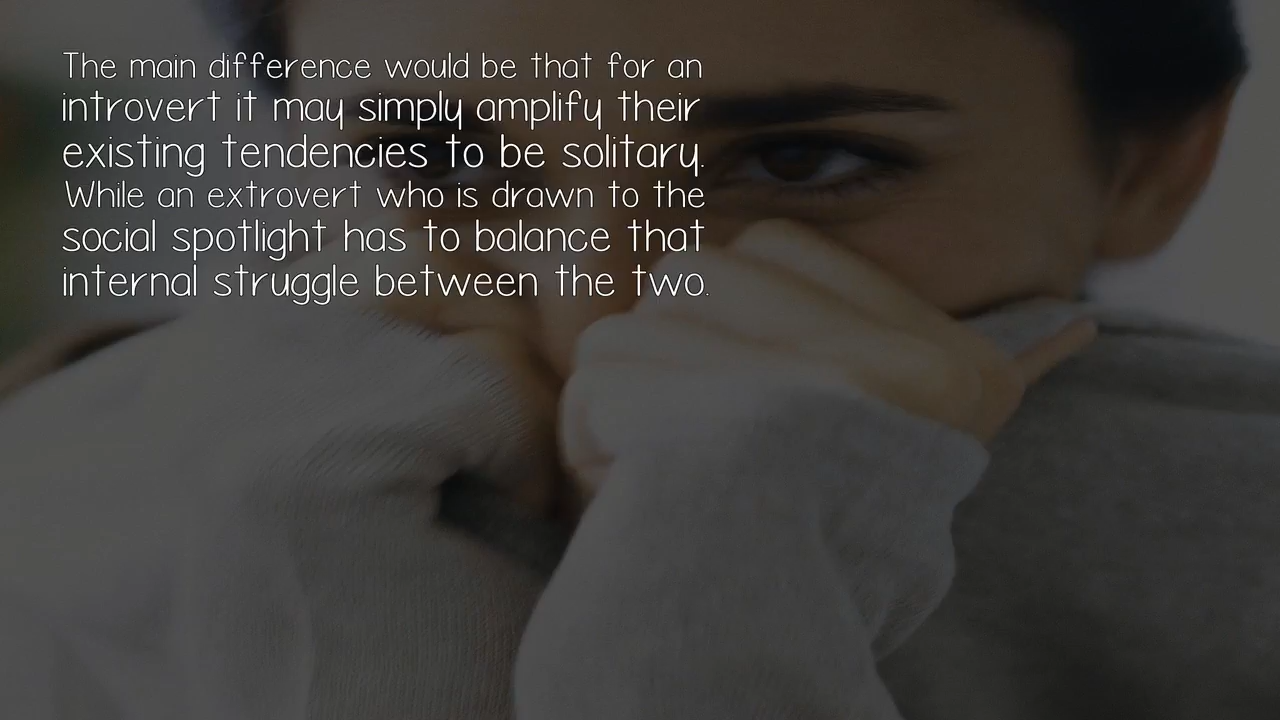 The main difference would be that for an
introvert it may simply amplify their
existing tendencies to be solitary.
While an extrovert who is drawn to the
social spotlight has to balance that
internal struggle between the two.